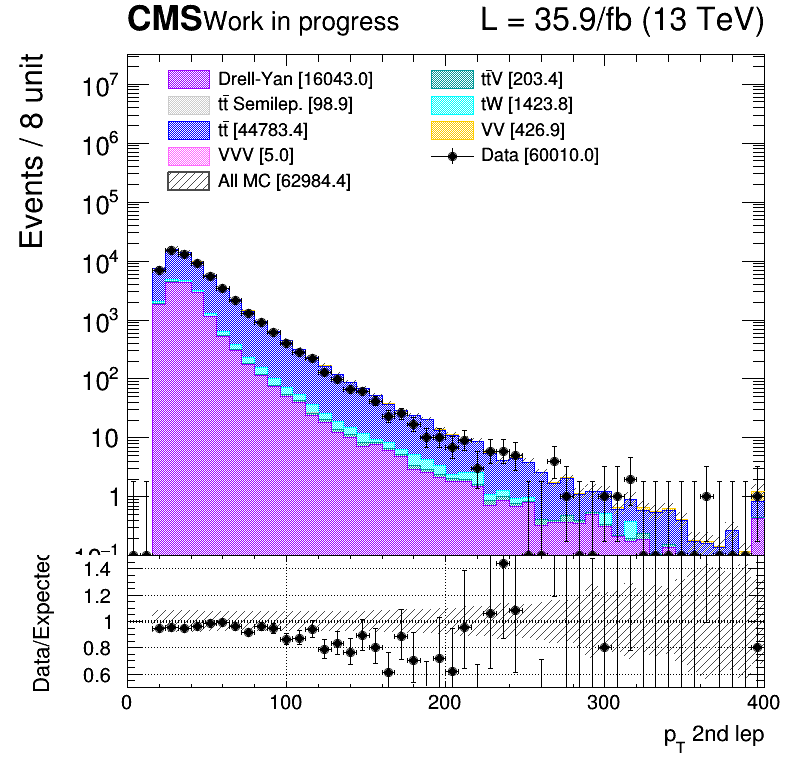 CMS Work in progress L = 35.9/fb (13 TeV)
Events / 8 unit
10⁷
10⁶
10⁵
10⁴
10³
10²
10
1
10⁻¹
Drell-Yan [16043.0]
tt̄ Semilep. [98.9]
tt̄ [44783.4]
VVV [5.0]
All MC [62984.4]
tt̄V [203.4]
tW [1423.8]
VV [426.9]
Data [60010.0]
Data/Expected
1.4
1.2
1
0.8
0.6
0 100 200 300 400
p_T 2nd lep